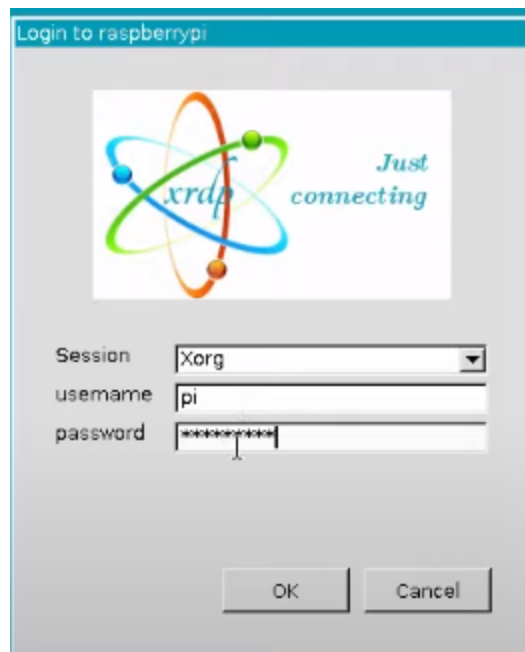 Login to raspberrypi
xrdp
Just
connecting
Session Xorg
username pi
password **********
OK Cancel